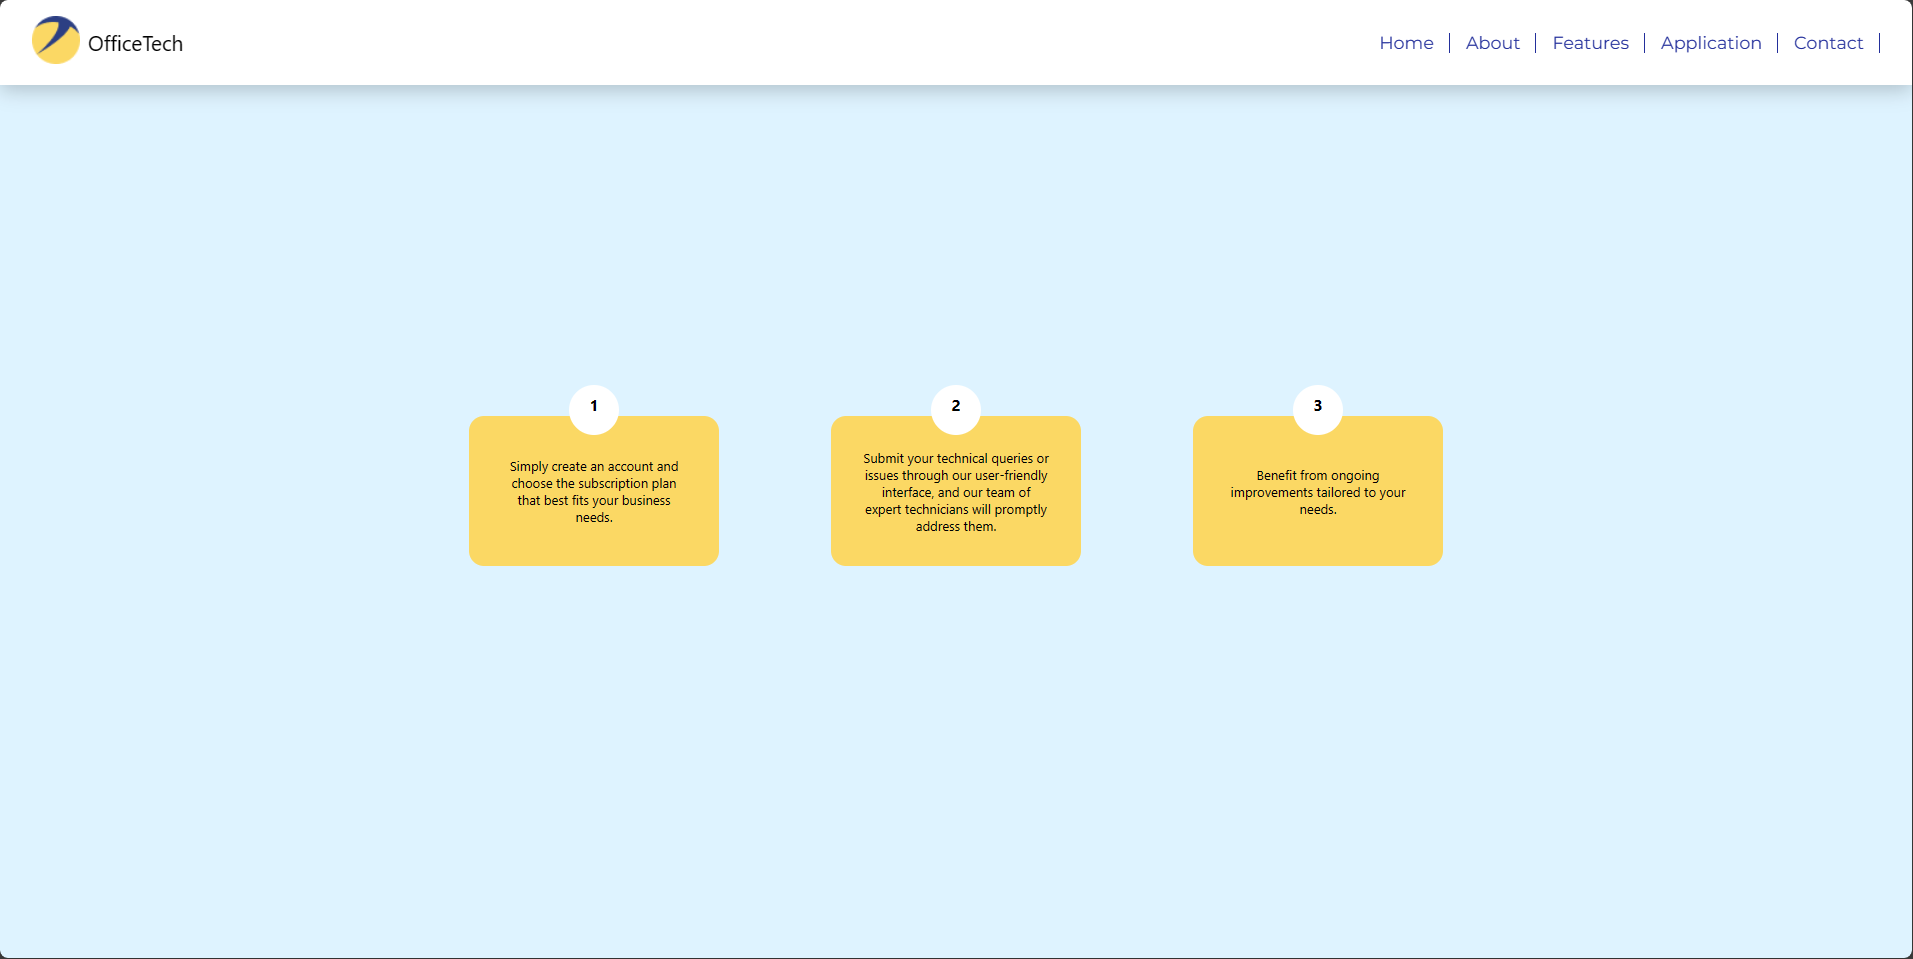 OfficeTech
Home
About
Features
Application
Contact
1
Simply create an account and
choose the subscription plan
that best fits your business
needs.
2
Submit your technical queries or
issues through our user-friendly
interface, and our team of
expert technicians will promptly
address them.
3
Benefit from ongoing
improvements tailored to your
needs.